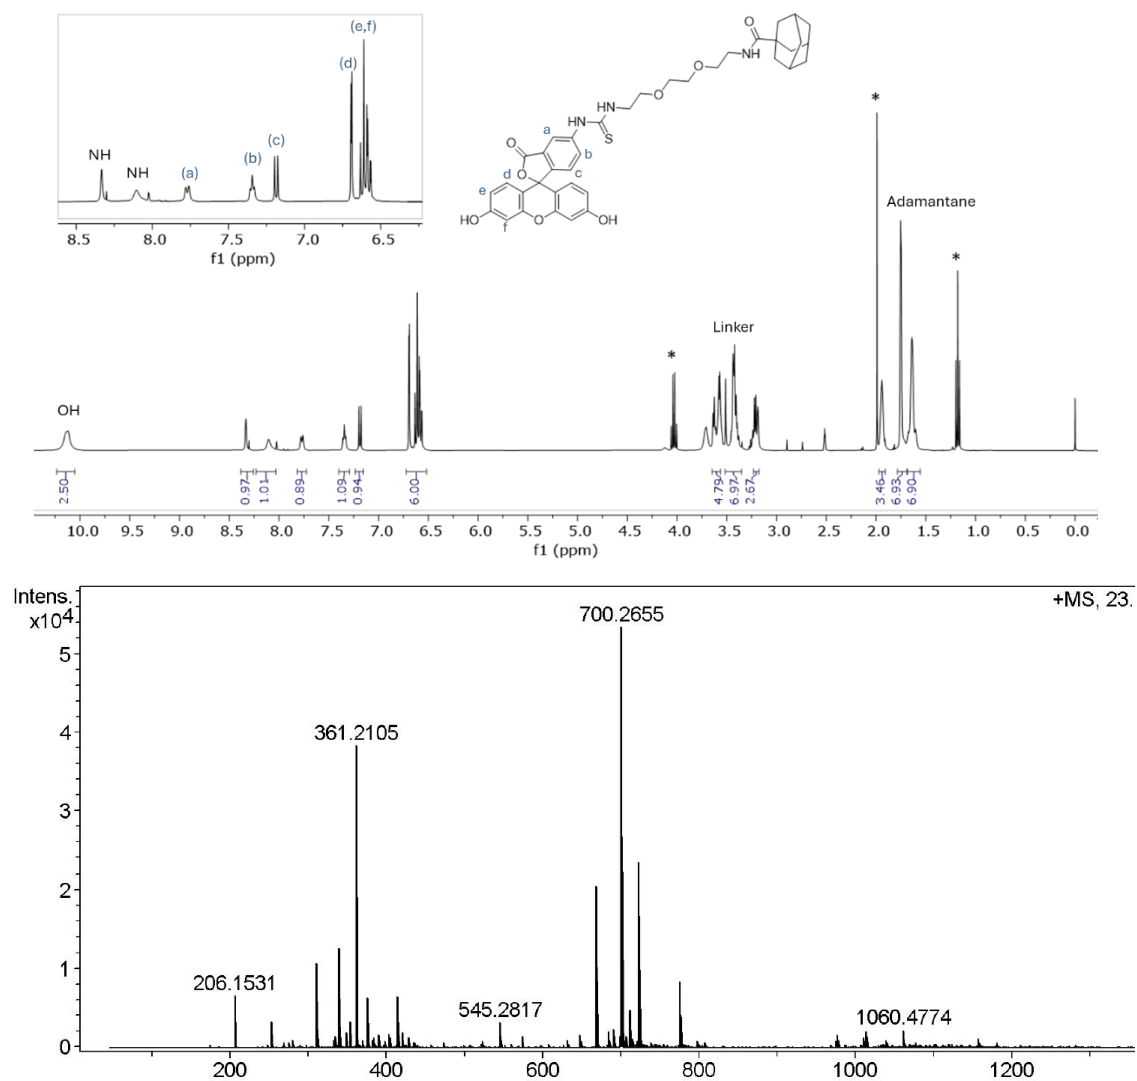 (e,f)
(d)
NH
NH
(a)
(b)
(c)
8.5 8.0 7.5 7.0 6.5
f1 (ppm)
O
NH
O
O
HN
HN
S
a
b
c
O
O
d
e
HO
f
O
OH
*
Adamantane
*
Linker
*
OH
2.50 0.97 1.01 0.89 1.09 0.94 6.00 4.79 6.97 2.67 3.46 6.93 6.90
10.0 9.5 9.0 8.5 8.0 7.5 7.0 6.5 6.0 5.5 5.0 4.5 4.0 3.5 3.0 2.5 2.0 1.5 1.0 0.5 0.0
f1 (ppm)
Intens.
x10⁴
+MS, 23.
700.2655
5
4
361.2105
3
2
1
206.1531
545.2817
1060.4774
0
200 400 600 800 1000 1200